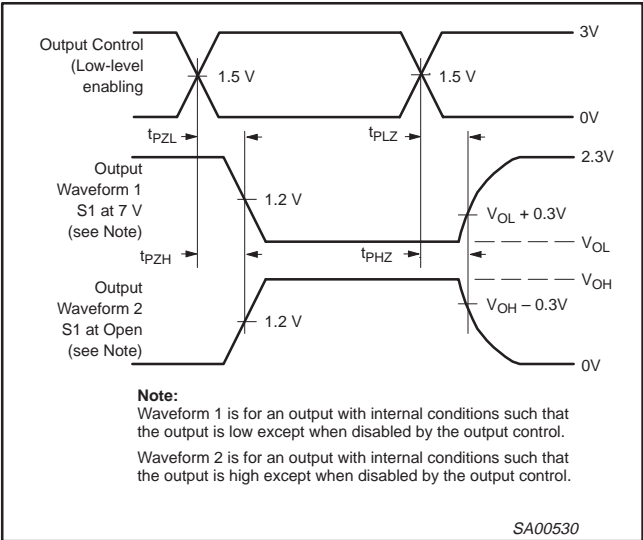 Output Control
(Low-level
enabling
3V
1.5 V
1.5 V
0V
tPZL
tPLZ
Output
Waveform 1
S1 at 7 V
(see Note)
2.3V
1.2 V
VOL + 0.3V
VOL
tPZH
tPHZ
VOH
Output
Waveform 2
S1 at Open
(see Note)
1.2 V
VOH – 0.3V
0V
Note:
Waveform 1 is for an output with internal conditions such that
the output is low except when disabled by the output control.
Waveform 2 is for an output with internal conditions such that
the output is high except when disabled by the output control.
SA00530